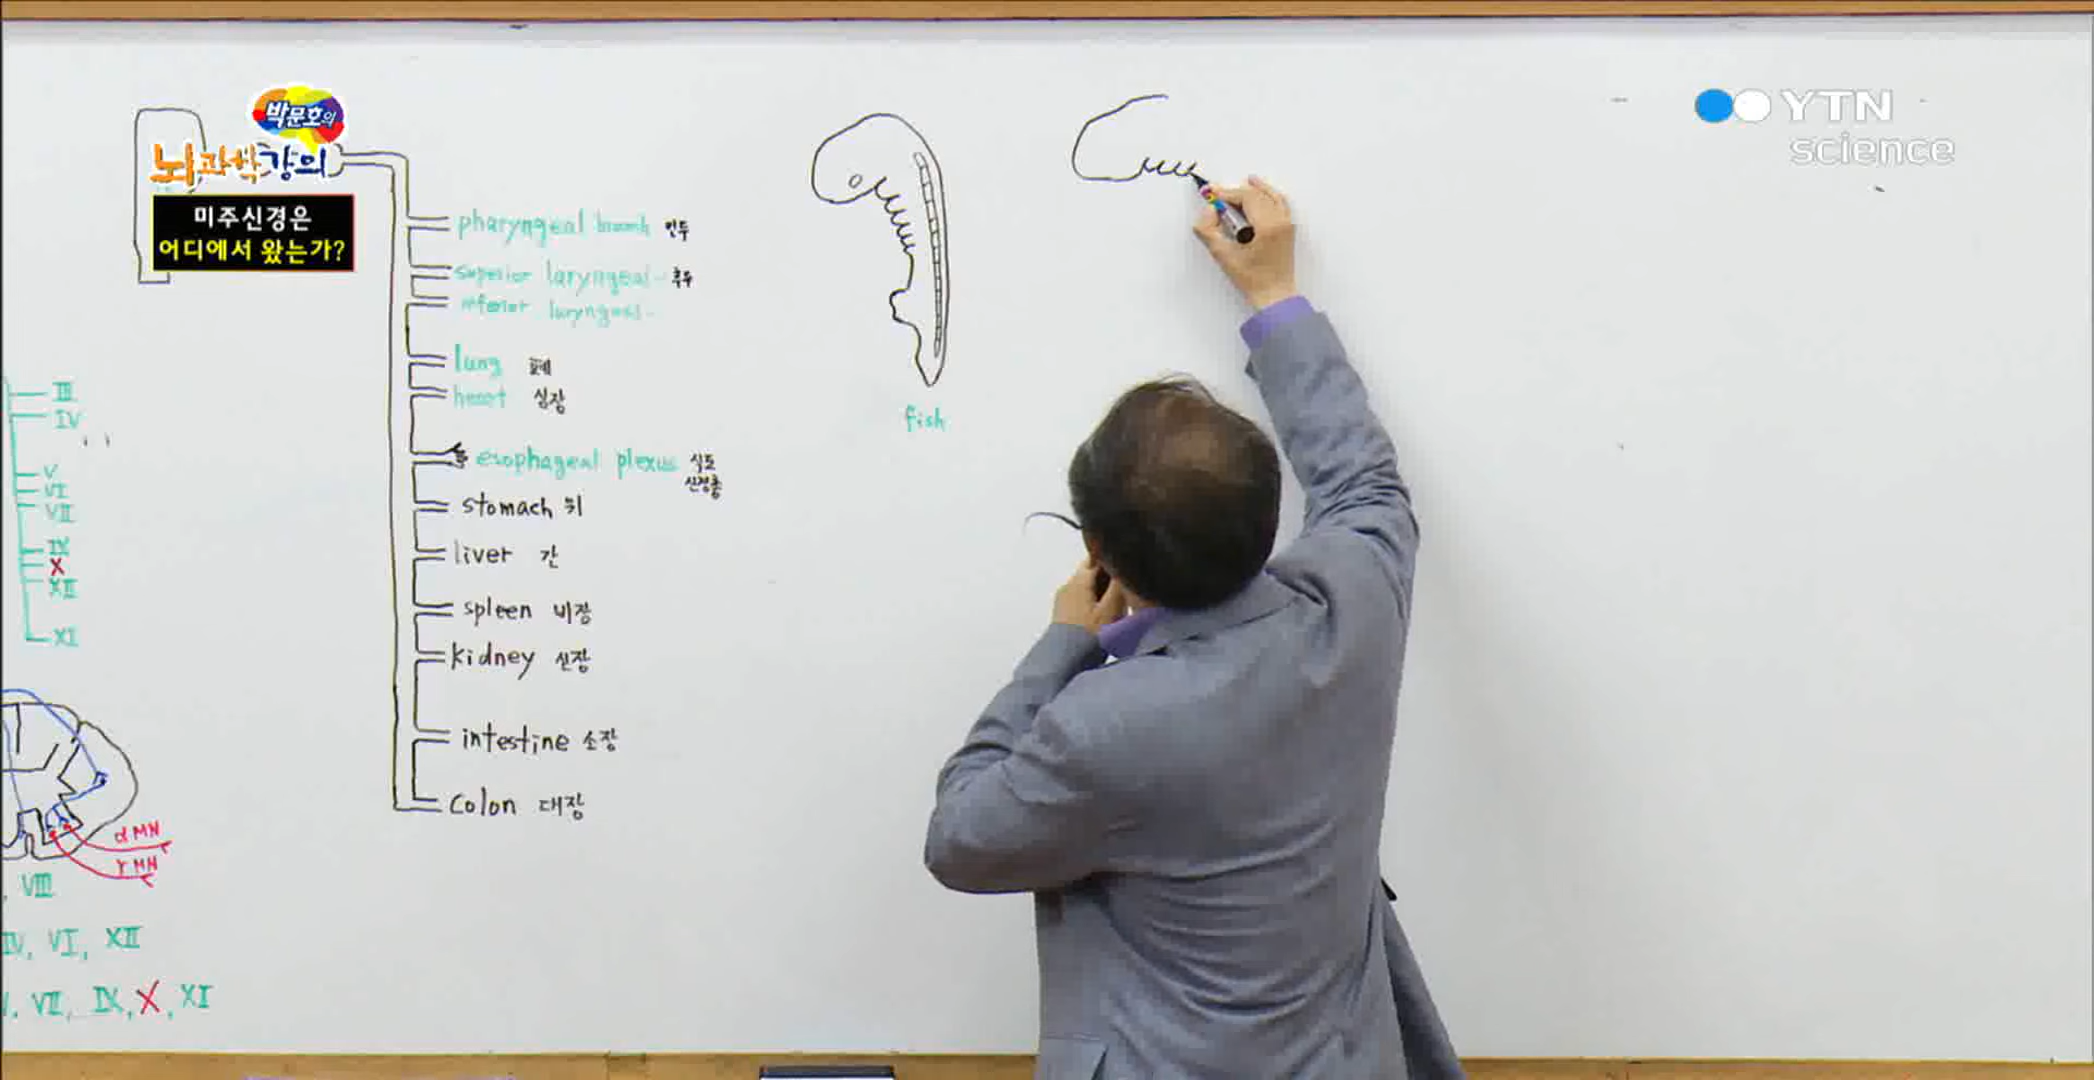 박문호의
뇌과학강의
미주신경은
어디에서 왔는가?
YTN
science
pharyngeal branch 인두
superior laryngeal 후두
inferior laryngeal
lung 폐
heart 심장
esophageal plexus 식도
신경총
stomach 위
liver 간
spleen 비장
kidney 신장
intestine 소장
colon 대장
fish
III
IV
V
VI
VII
IX
X
XII
XI
α MN
γ MN
, VIII
IV, VI, XII
V, VII, IX, X, XI